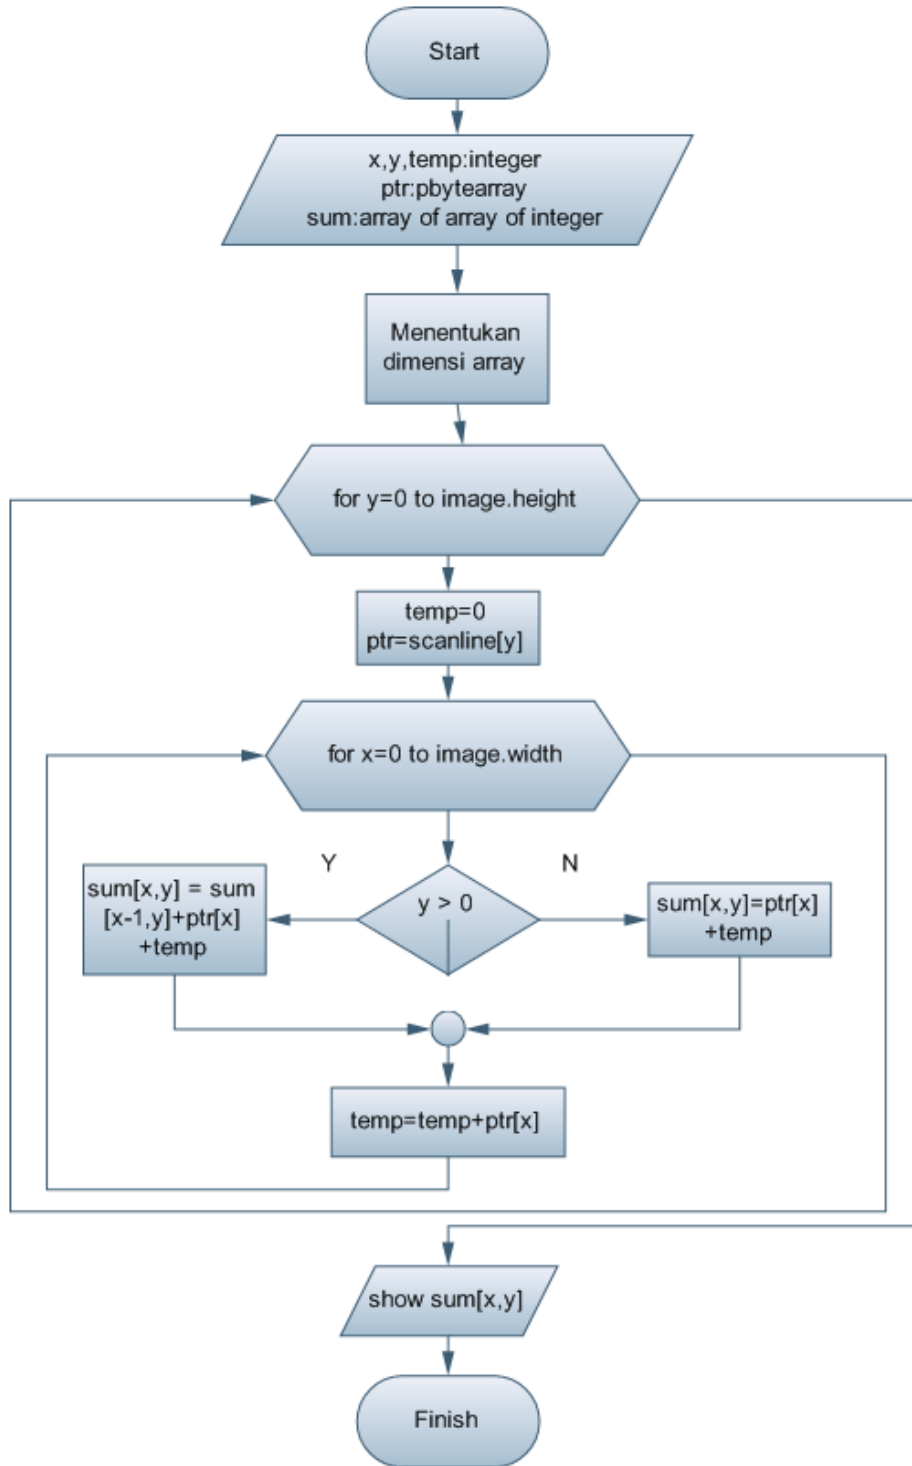 Start
x,y,temp:integer
ptr:pbytearray
sum:array of array of integer
Menentukan
dimensi array
for y=0 to image.height
temp=0
ptr=scanline[y]
for x=0 to image.width
Y
N
y > 0
sum[x,y] = sum
[x-1,y]+ptr[x]
+temp
sum[x,y]=ptr[x]
+temp
temp=temp+ptr[x]
show sum[x,y]
Finish